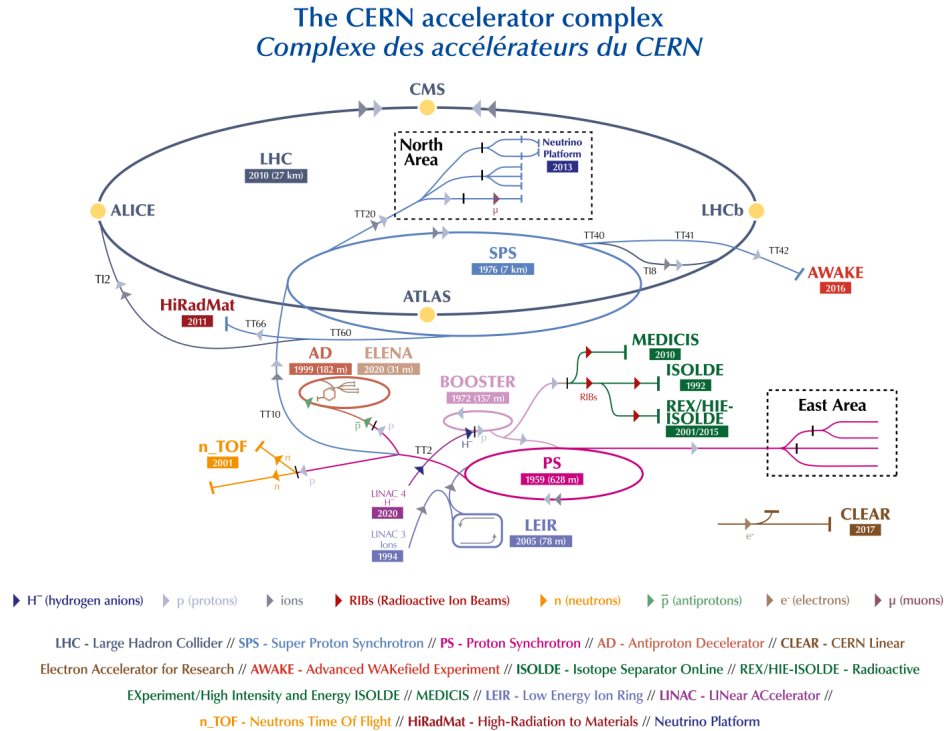 The CERN accelerator complex
Complexe des accélérateurs du CERN
CMS
LHC
2010 (27 km)
North
Area
Neutrino
Platform
2013
μ
ALICE
LHCb
TT20
TT40
TT41
TT42
SPS
1976 (7 km)
TI8
TI2
AWAKE
2016
HiRadMat
2011
ATLAS
TT66
TT60
AD
1999 (182 m)
ELENA
2020 (31 m)
MEDICIS
2010
ISOLDE
1992
BOOSTER
1972 (157 m)
RIBs
REX/HIE-
ISOLDE
2001/2015
East Area
TT10
p̅
p
H⁻
p
n_TOF
2001
n
n
p
TT2
PS
1959 (628 m)
LINAC 4
H⁻
2020
LINAC 3
Ions
1994
LEIR
2005 (78 m)
CLEAR
2017
e⁻
H⁻ (hydrogen anions)
p (protons)
ions
RIBs (Radioactive Ion Beams)
n (neutrons)
p̅ (antiprotons)
e⁻ (electrons)
μ (muons)
LHC - Large Hadron Collider // SPS - Super Proton Synchrotron // PS - Proton Synchrotron // AD - Antiproton Decelerator // CLEAR - CERN Linear
Electron Accelerator for Research // AWAKE - Advanced WAKefield Experiment // ISOLDE - Isotope Separator OnLine // REX/HIE-ISOLDE - Radioactive
EXperiment/High Intensity and Energy ISOLDE // MEDICIS // LEIR - Low Energy Ion Ring // LINAC - LINear ACcelerator //
n_TOF - Neutrons Time Of Flight // HiRadMat - High-Radiation to Materials // Neutrino Platform